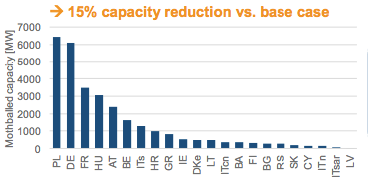 → 15% capacity reduction vs. base case
Mothballed capacity [MW]
7000
6000
5000
4000
3000
2000
1000
0
PL DE FR HU AT BE ITs HR GR IE DKe LT ITcn BA FI BG RS SK CY ITn ITsar LV